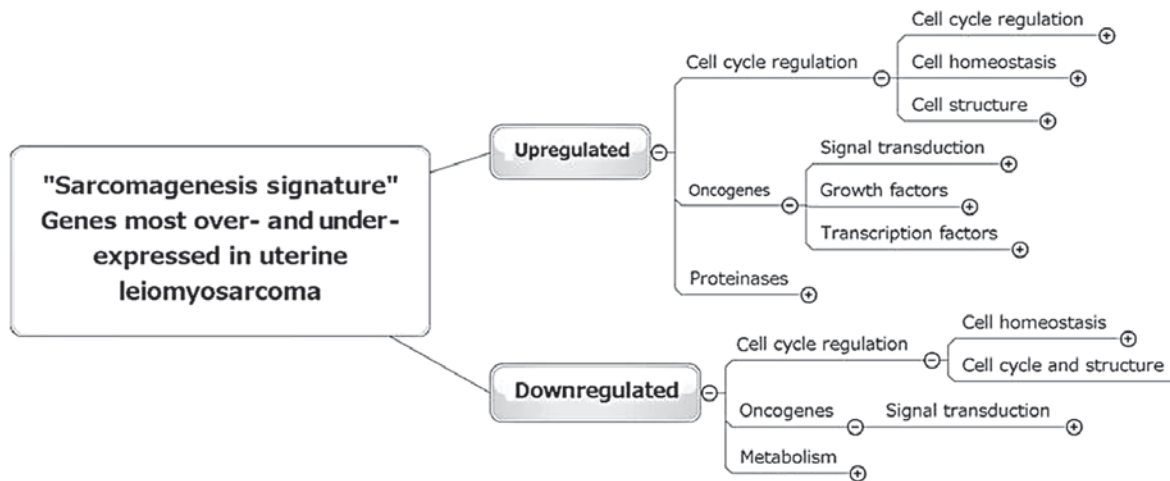 "Sarcomagenesis signature"
Genes most over- and under-
expressed in uterine
leiomyosarcoma
Upregulated
Cell cycle regulation
Cell cycle regulation
Cell homeostasis
Cell structure
Oncogenes
Signal transduction
Growth factors
Transcription factors
Proteinases
Downregulated
Cell cycle regulation
Cell homeostasis
Cell cycle and structure
Oncogenes
Signal transduction
Metabolism